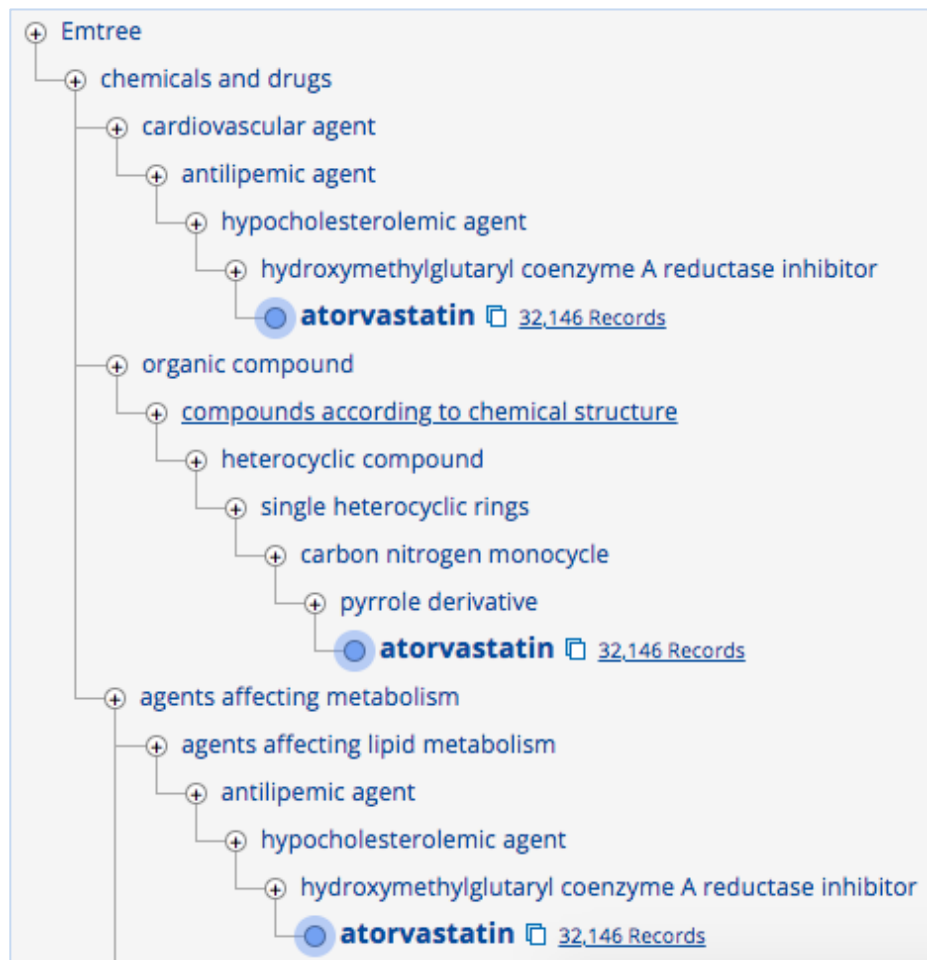 Emtree
chemicals and drugs
cardiovascular agent
antilipemic agent
hypocholesterolemic agent
hydroxymethylglutaryl coenzyme A reductase inhibitor
atorvastatin 32,146 Records
organic compound
compounds according to chemical structure
heterocyclic compound
single heterocyclic rings
carbon nitrogen monocycle
pyrrole derivative
atorvastatin 32,146 Records
agents affecting metabolism
agents affecting lipid metabolism
antilipemic agent
hypocholesterolemic agent
hydroxymethylglutaryl coenzyme A reductase inhibitor
atorvastatin 32,146 Records